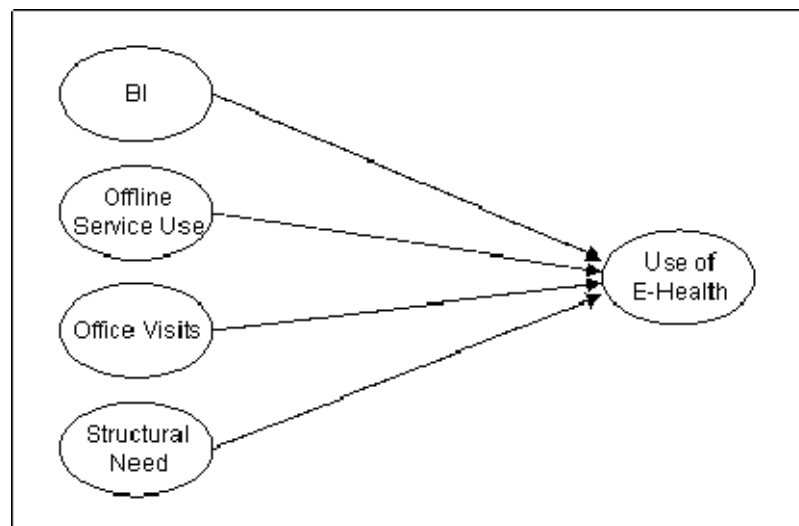 BI
Offline
Service Use
Office Visits
Structural
Need
Use of
E-Health